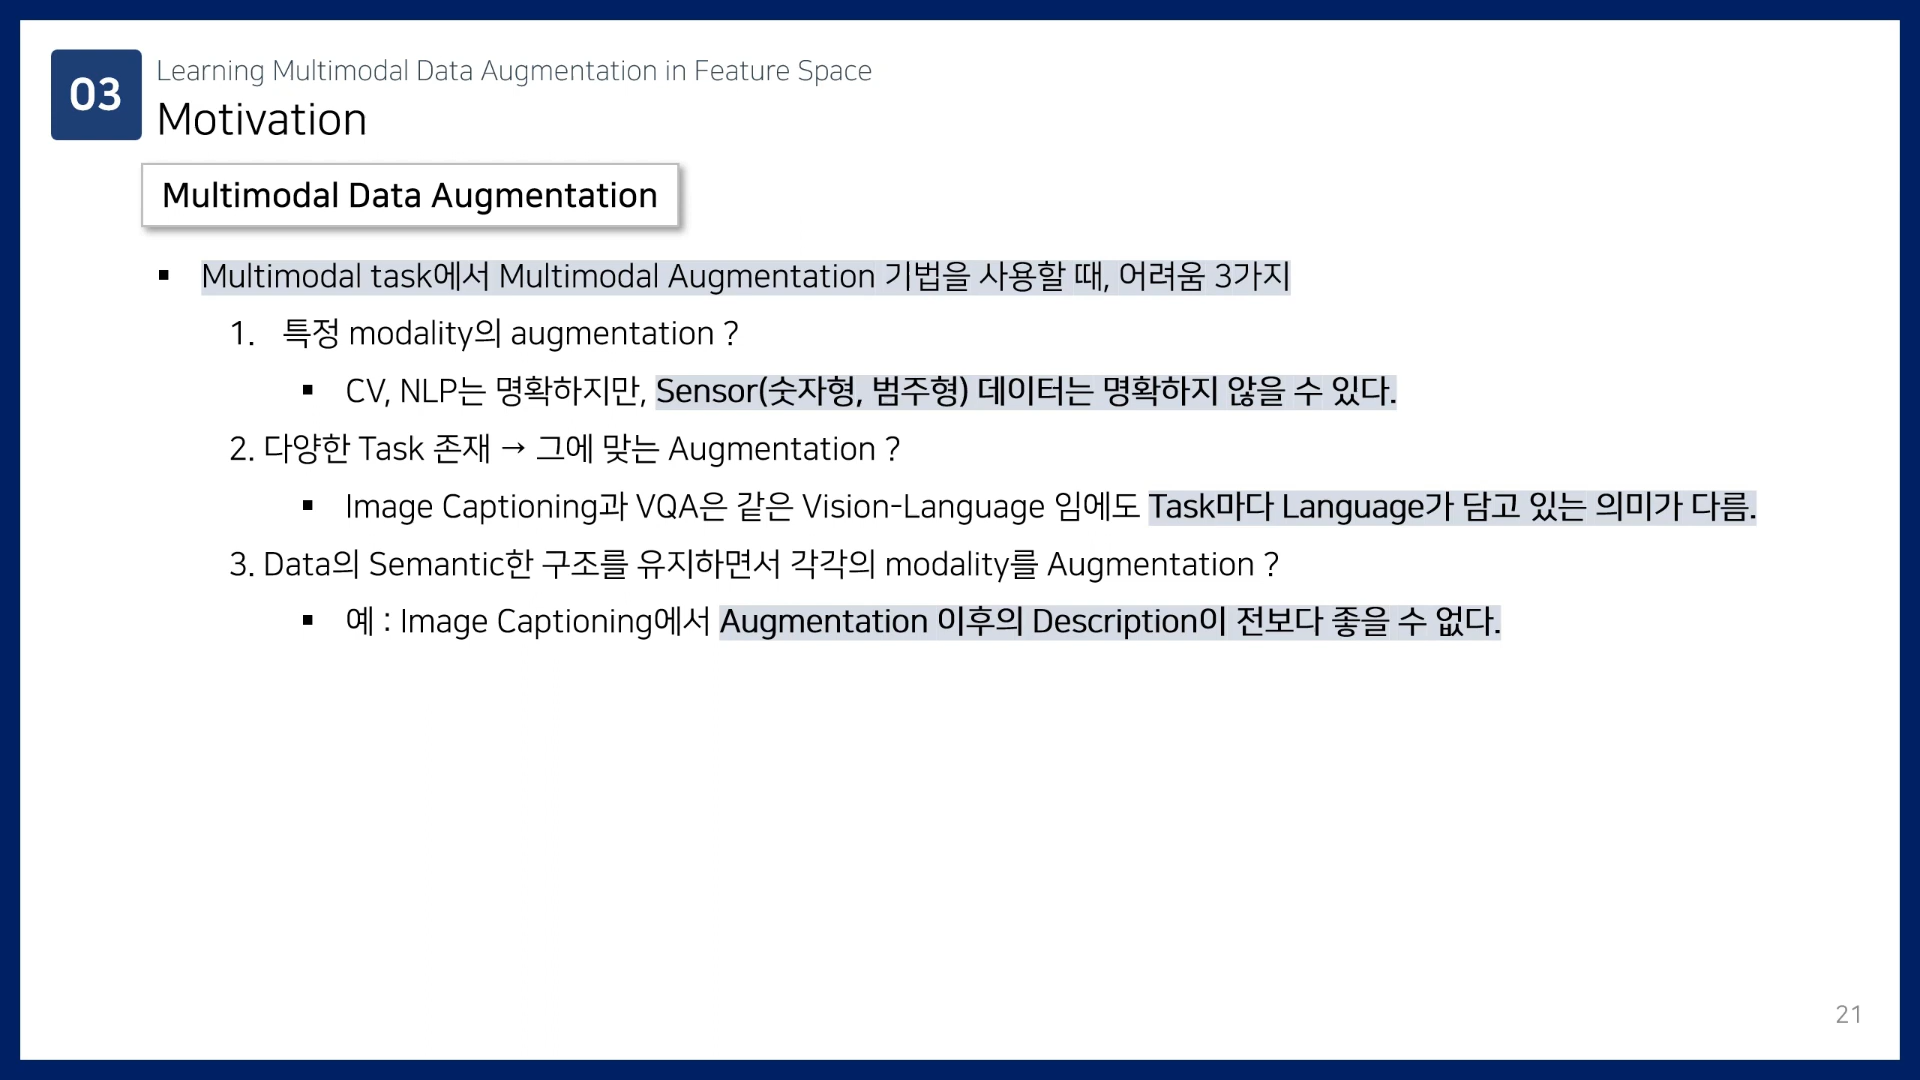 03
Learning Multimodal Data Augmentation in Feature Space
Motivation
Multimodal Data Augmentation
▪ Multimodal task에서 Multimodal Augmentation 기법을 사용할 때, 어려움 3가지
1. 특정 modality의 augmentation ?
▪ CV, NLP는 명확하지만, Sensor(숫자형, 범주형) 데이터는 명확하지 않을 수 있다.
2. 다양한 Task 존재 → 그에 맞는 Augmentation ?
▪ Image Captioning과 VQA은 같은 Vision-Language 임에도 Task마다 Language가 담고 있는 의미가 다름.
3. Data의 Semantic한 구조를 유지하면서 각각의 modality를 Augmentation ?
▪ 예 : Image Captioning에서 Augmentation 이후의 Description이 전보다 좋을 수 없다.
21